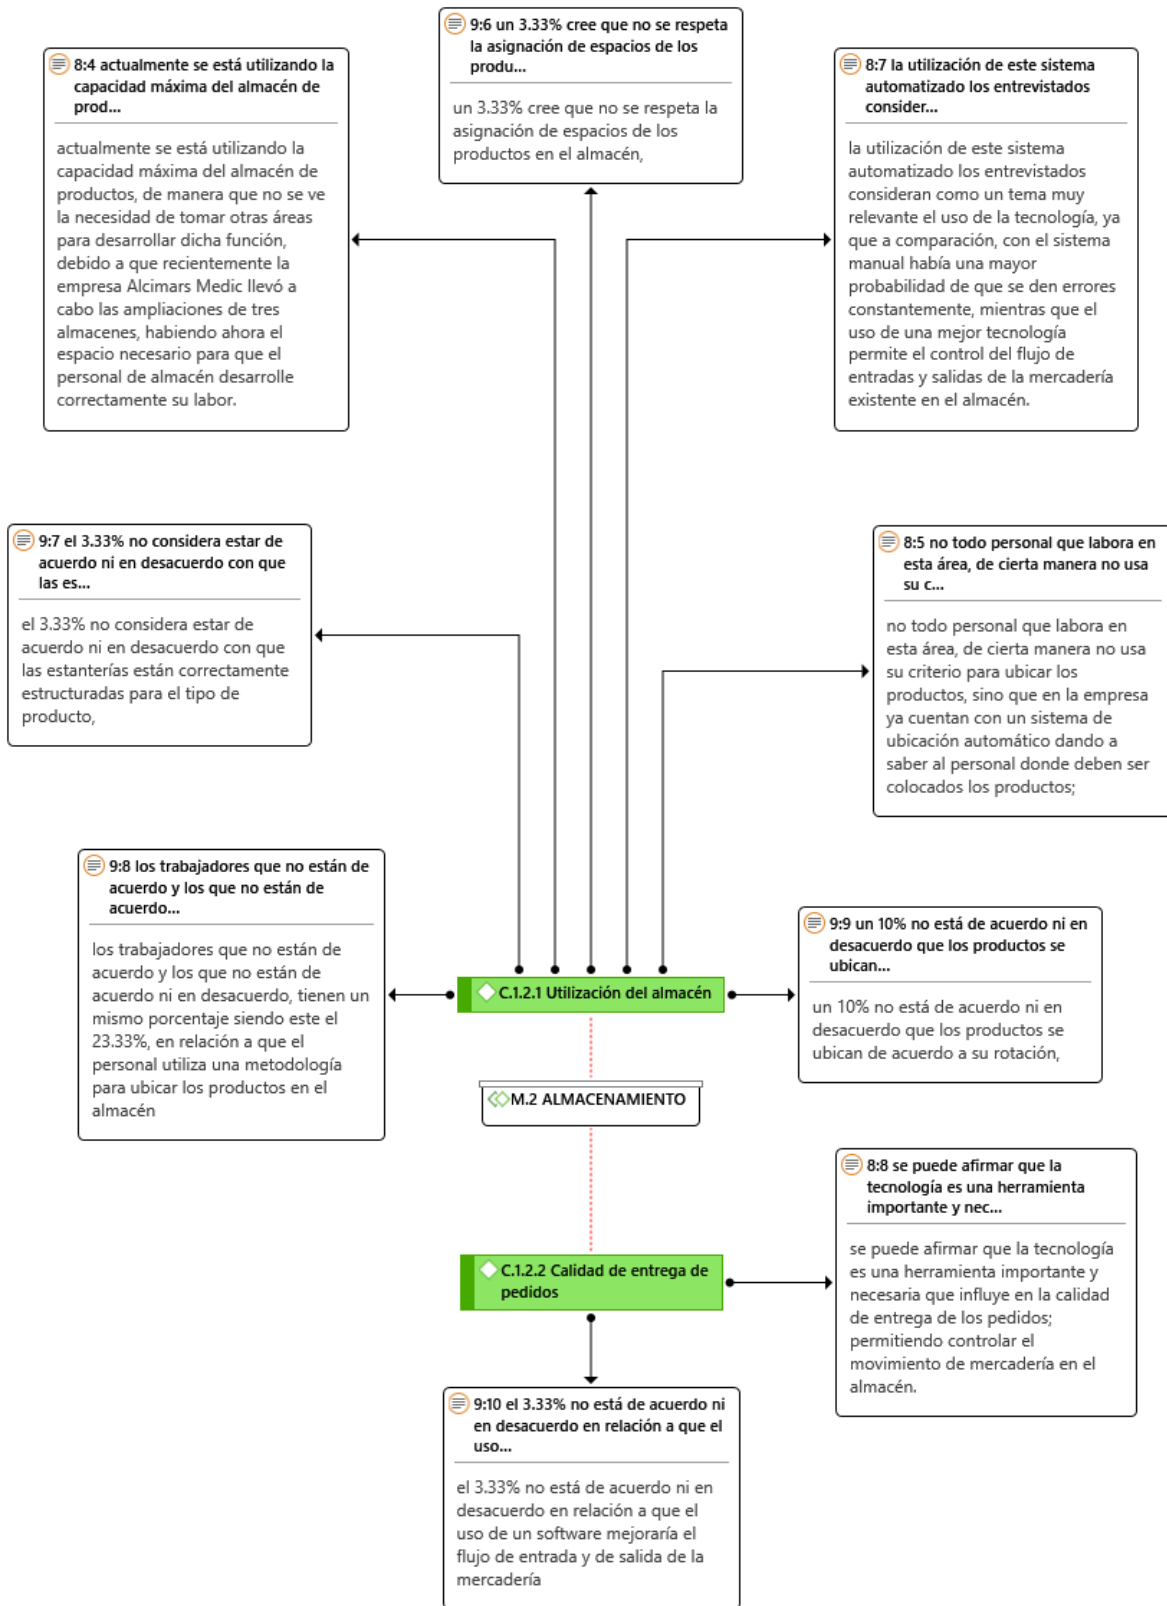 9:6 un 3.33% cree que no se respeta
la asignación de espacios de los
produ...
un 3.33% cree que no se respeta la
asignación de espacios de los
productos en el almacén,
8:4 actualmente se está utilizando la
capacidad máxima del almacén de
prod...
actualmente se está utilizando la
capacidad máxima del almacén de
productos, de manera que no se ve
la necesidad de tomar otras áreas
para desarrollar dicha función,
debido a que recientemente la
empresa Alcimars Medic llevó a
cabo las ampliaciones de tres
almacenes, habiendo ahora el
espacio necesario para que el
personal de almacén desarrolle
correctamente su labor.
8:7 la utilización de este sistema
automatizado los entrevistados
consider...
la utilización de este sistema
automatizado los entrevistados
consideran como un tema muy
relevante el uso de la tecnología, ya
que a comparación, con el sistema
manual había una mayor
probabilidad de que se den errores
constantemente, mientras que el
uso de una mejor tecnología
permite el control del flujo de
entradas y salidas de la mercadería
existente en el almacén.
9:7 el 3.33% no considera estar de
acuerdo ni en desacuerdo con que
las es...
el 3.33% no considera estar de
acuerdo ni en desacuerdo con que
las estanterías están correctamente
estructuradas para el tipo de
producto,
8:5 no todo personal que labora en
esta área, de cierta manera no usa
su c...
no todo personal que labora en
esta área, de cierta manera no usa
su criterio para ubicar los
productos, sino que en la empresa
ya cuentan con un sistema de
ubicación automático dando a
saber al personal donde deben ser
colocados los productos;
9:8 los trabajadores que no están de
acuerdo y los que no están de
acuerdo...
los trabajadores que no están de
acuerdo y los que no están de
acuerdo ni en desacuerdo, tienen un
mismo porcentaje siendo este el
23.33%, en relación a que el
personal utiliza una metodología
para ubicar los productos en el
almacén
9:9 un 10% no está de acuerdo ni en
desacuerdo que los productos se
ubican...
un 10% no está de acuerdo ni en
desacuerdo que los productos se
ubican de acuerdo a su rotación,
C.1.2.1 Utilización del almacén
M.2 ALMACENAMIENTO
8:8 se puede afirmar que la
tecnología es una herramienta
importante y nec...
se puede afirmar que la tecnología
es una herramienta importante y
necesaria que influye en la calidad
de entrega de los pedidos;
permitiendo controlar el
movimiento de mercadería en el
almacén.
C.1.2.2 Calidad de entrega de
pedidos
9:10 el 3.33% no está de acuerdo ni
en desacuerdo en relación a que el
uso...
el 3.33% no está de acuerdo ni en
desacuerdo en relación a que el
uso de un software mejoraría el
flujo de entrada y de salida de la
mercadería